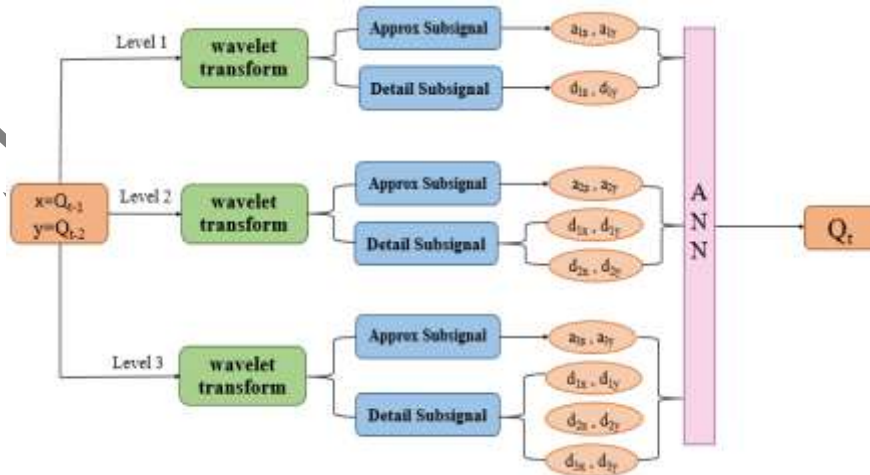 Level 1
wavelet
transform
Approx Subsignal
a1x , a1y
Detail Subsignal
d1x , d1y
x=Qt-1
y=Qt-2
Level 2
wavelet
transform
Approx Subsignal
a2x , a2y
Detail Subsignal
d1x , d1y
d2x , d2y
Level 3
wavelet
transform
Approx Subsignal
a3x , a3y
Detail Subsignal
d1x , d1y
d2x , d2y
d3x , d3y
A
N
N
Qt